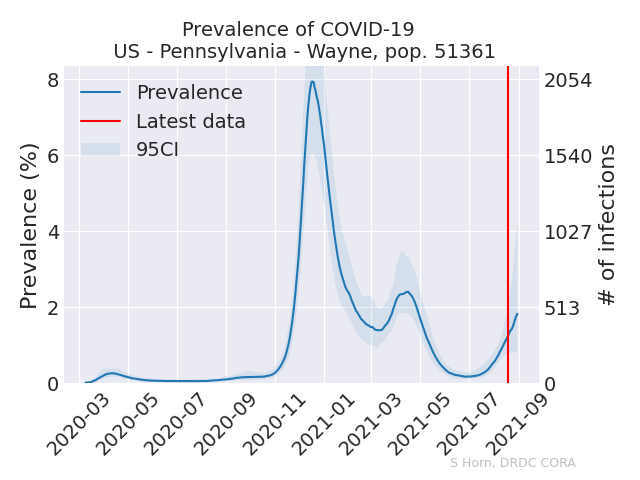 Prevalence of COVID-19
US - Pennsylvania - Wayne, pop. 51361
Prevalence
Latest data
95CI
Prevalence (%)
8
6
4
2
0
2054
1540
1027
513
0
# of infections
2020-03
2020-05
2020-07
2020-09
2020-11
2021-01
2021-03
2021-05
2021-07
2021-09
S Horn, DRDC CORA